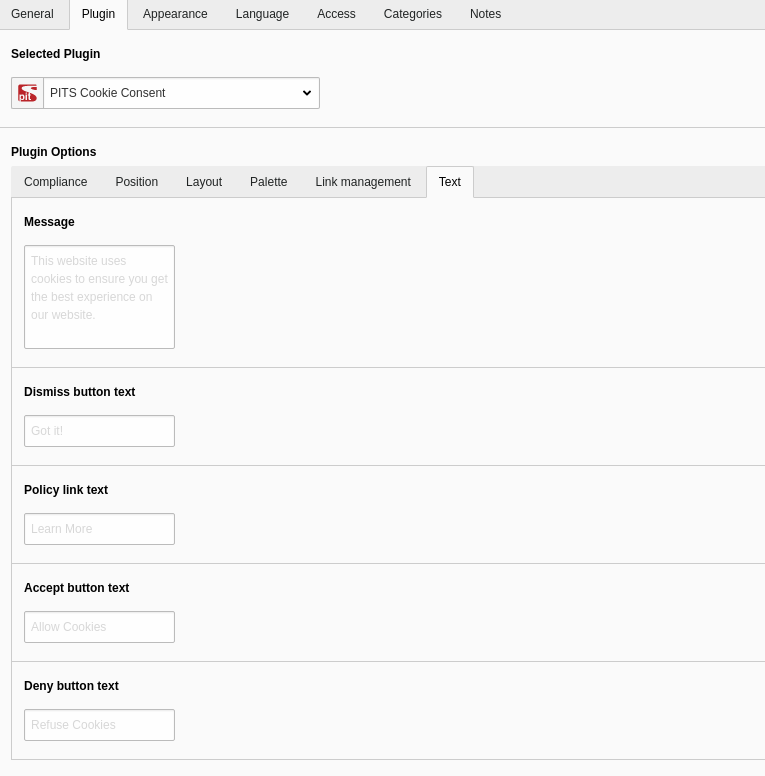 General Plugin Appearance Language Access Categories Notes
Selected Plugin
pit PITS Cookie Consent
Plugin Options
Compliance Position Layout Palette Link management Text
Message
This website uses
cookies to ensure you get
the best experience on
our website.
Dismiss button text
Got it!
Policy link text
Learn More
Accept button text
Allow Cookies
Deny button text
Refuse Cookies